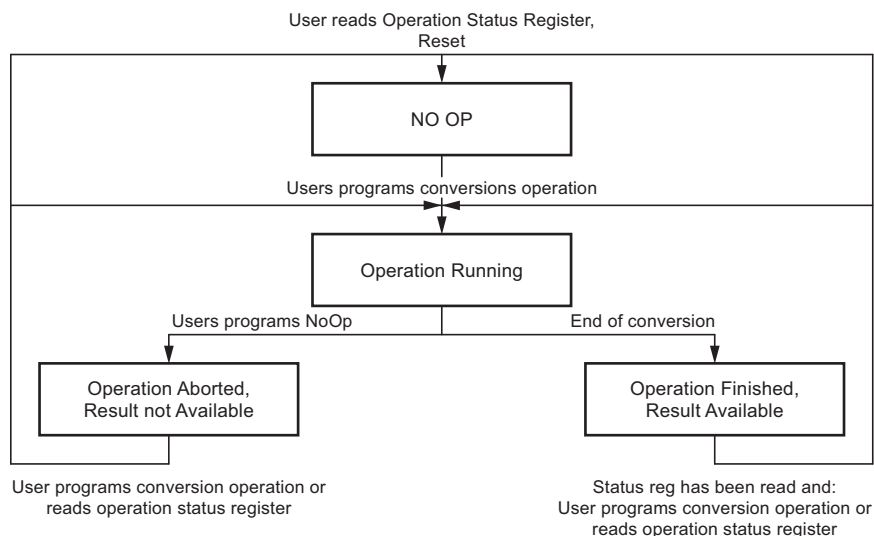 User reads Operation Status Register,
Reset
NO OP
Users programs conversions operation
Operation Running
Users programs NoOp
End of conversion
Operation Aborted,
Result not Available
Operation Finished,
Result Available
User programs conversion operation or
reads operation status register
Status reg has been read and:
User programs conversion operation or
reads operation status register